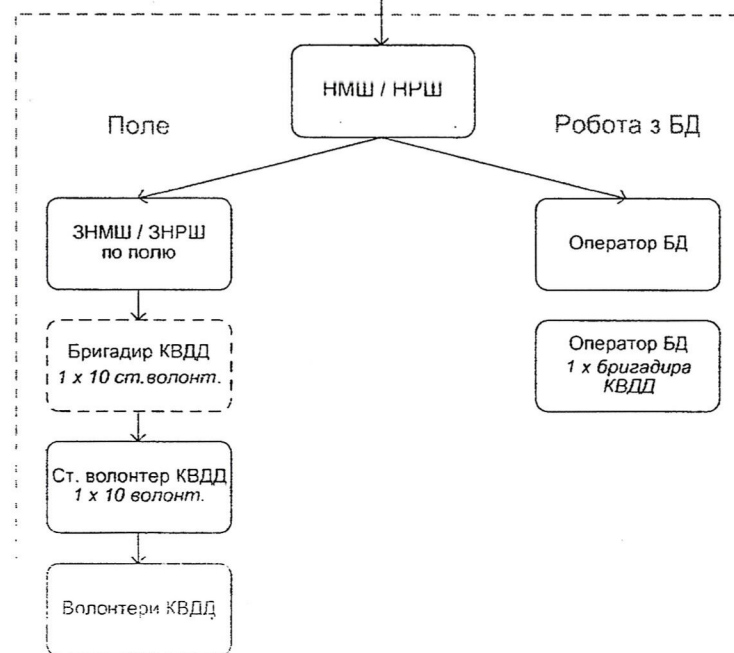 НМШ / НРШ
Поле
Робота з БД
ЗНМШ / ЗНРШ
по полю
Оператор БД
Бригадир КВДД
1 х 10 ст. волонт.
Оператор БД
1 х бригадира
КВДД
Ст. волонтер КВДД
1 х 10 волонт.
Волонтери КВДД